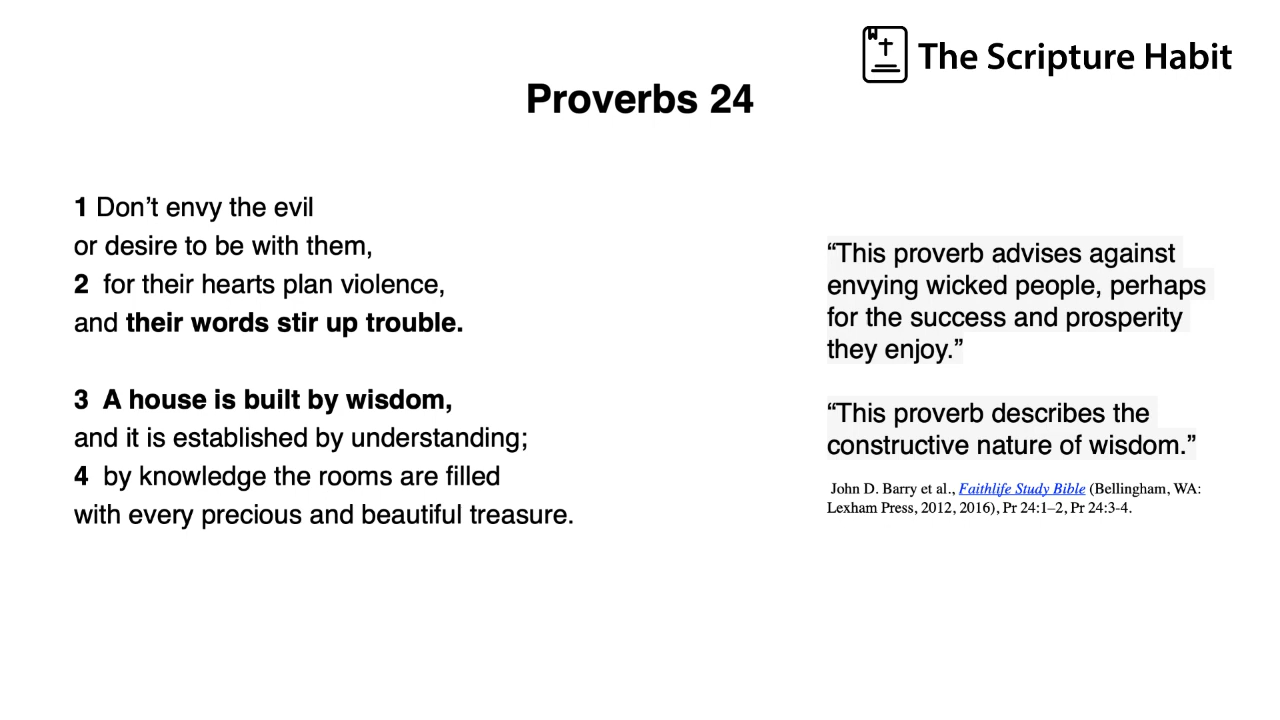 The Scripture Habit
Proverbs 24
1 Don’t envy the evil
or desire to be with them,
2 for their hearts plan violence,
and their words stir up trouble.
3 A house is built by wisdom,
and it is established by understanding;
4 by knowledge the rooms are filled
with every precious and beautiful treasure.
“This proverb advises against
envying wicked people, perhaps
for the success and prosperity
they enjoy.”
“This proverb describes the
constructive nature of wisdom.”
John D. Barry et al., Faithlife Study Bible (Bellingham, WA:
Lexham Press, 2012, 2016), Pr 24:1–2, Pr 24:3-4.